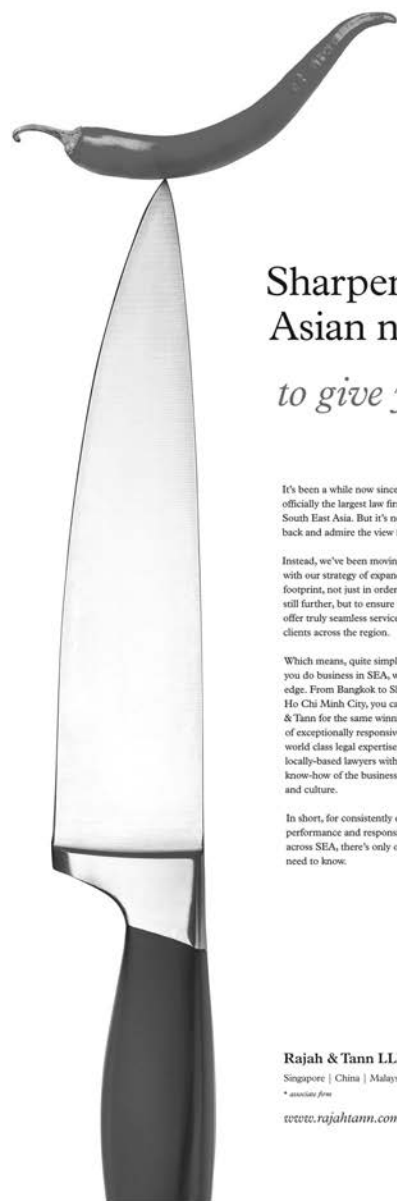 Sharpen
Asian n
to give
It's been a while now since
officially the largest law fir
South East Asia. But it's n
back and admire the view
Instead, we've been movin
with our strategy of expan
footprint, not just in order
still further, but to ensure
offer truly seamless service
clients across the region.
Which means, quite simpl
you do business in SEA, w
edge. From Bangkok to Sh
Ho Chi Minh City, you ca
& Tann for the same winn
of exceptionally responsiv
world class legal expertise
locally-based lawyers with
know-how of the business
and culture.
In short, for consistently
performance and respons
across SEA, there's only o
need to know.
Rajah & Tann LL
Singapore | China | Malays
* associate firm
www.rajahtann.com